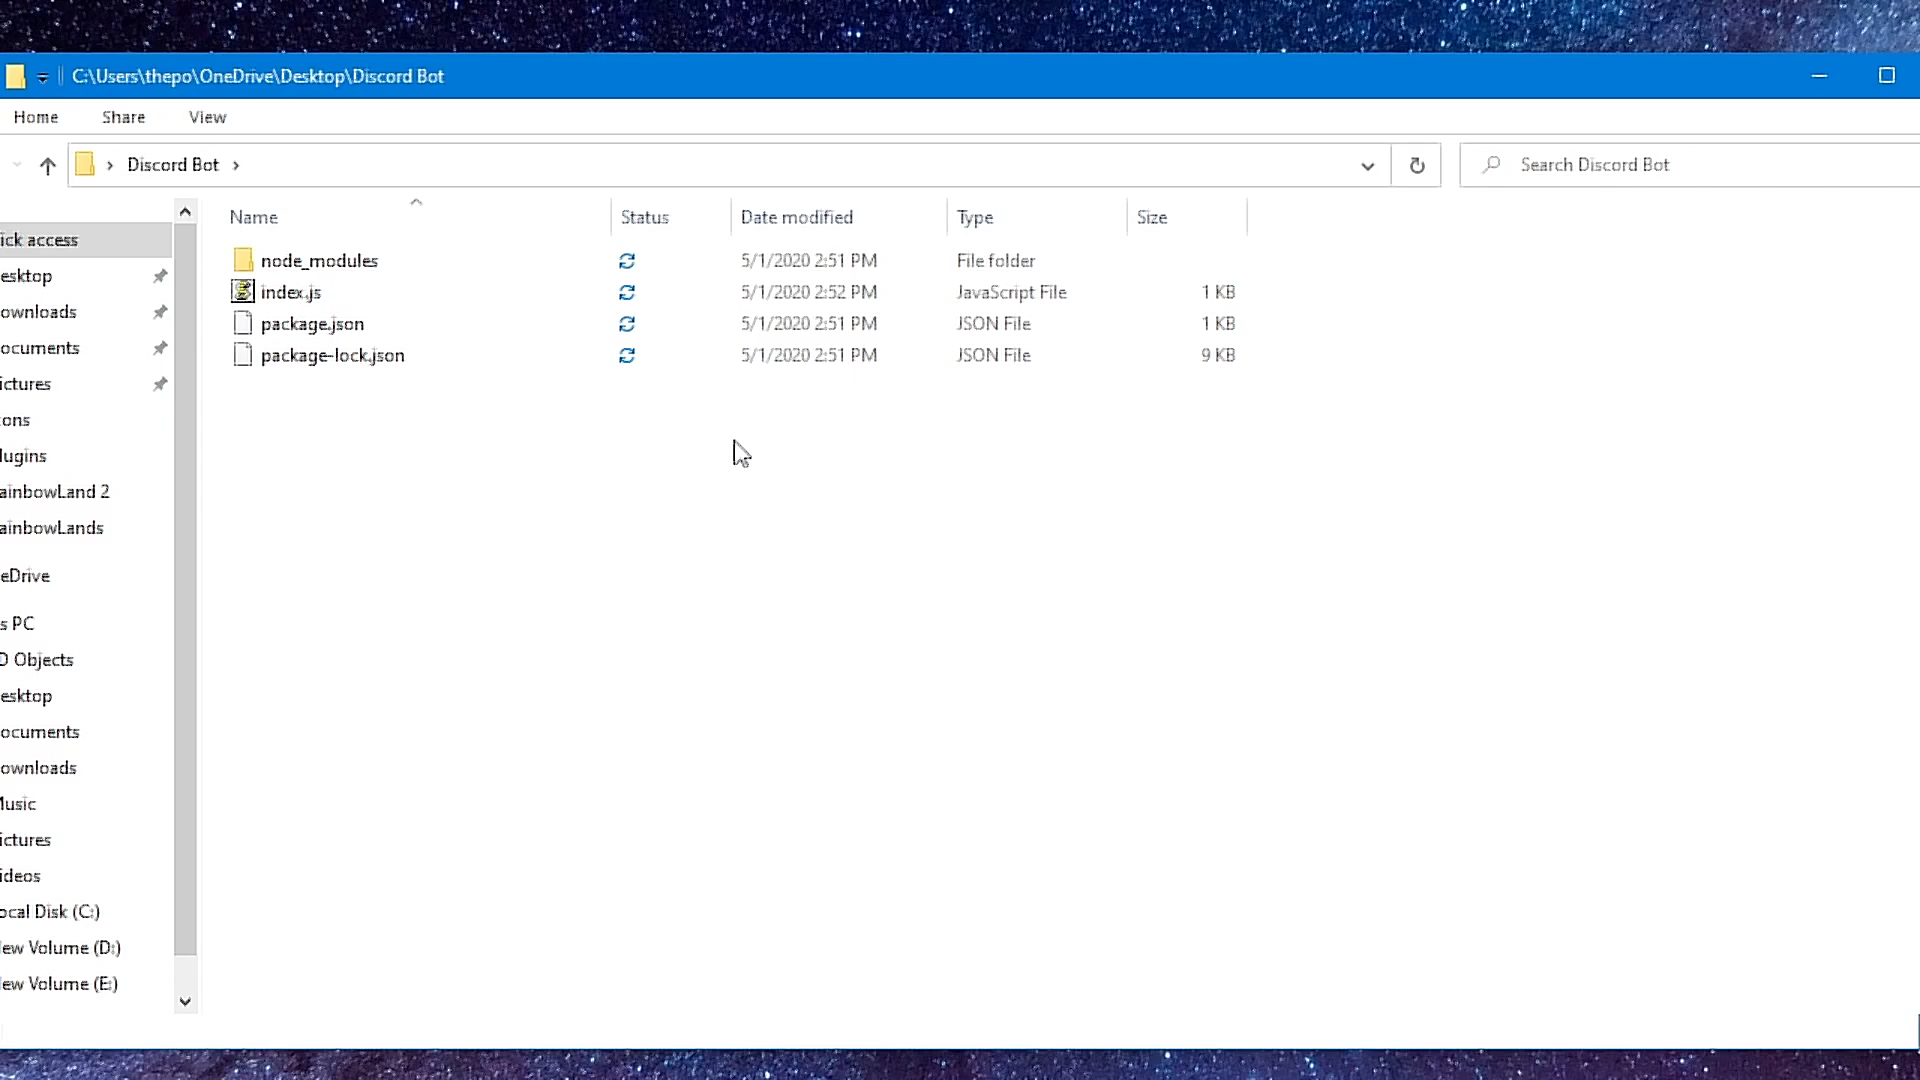 C:\Users\thepo\OneDrive\Desktop\Discord Bot
Home Share View
Discord Bot
Search Discord Bot
Name Status Date modified Type Size
node_modules 5/1/2020 2:51 PM File folder
index.js 5/1/2020 2:52 PM JavaScript File 1 KB
package.json 5/1/2020 2:51 PM JSON File 1 KB
package-lock.json 5/1/2020 2:51 PM JSON File 9 KB
ick access
esktop
ownloads
ocuments
ictures
ons
lugins
ainbowLand 2
ainbowLands
eDrive
s PC
D Objects
esktop
ocuments
ownloads
Music
ictures
ideos
ocal Disk (C:)
ew Volume (D:)
ew Volume (E:)